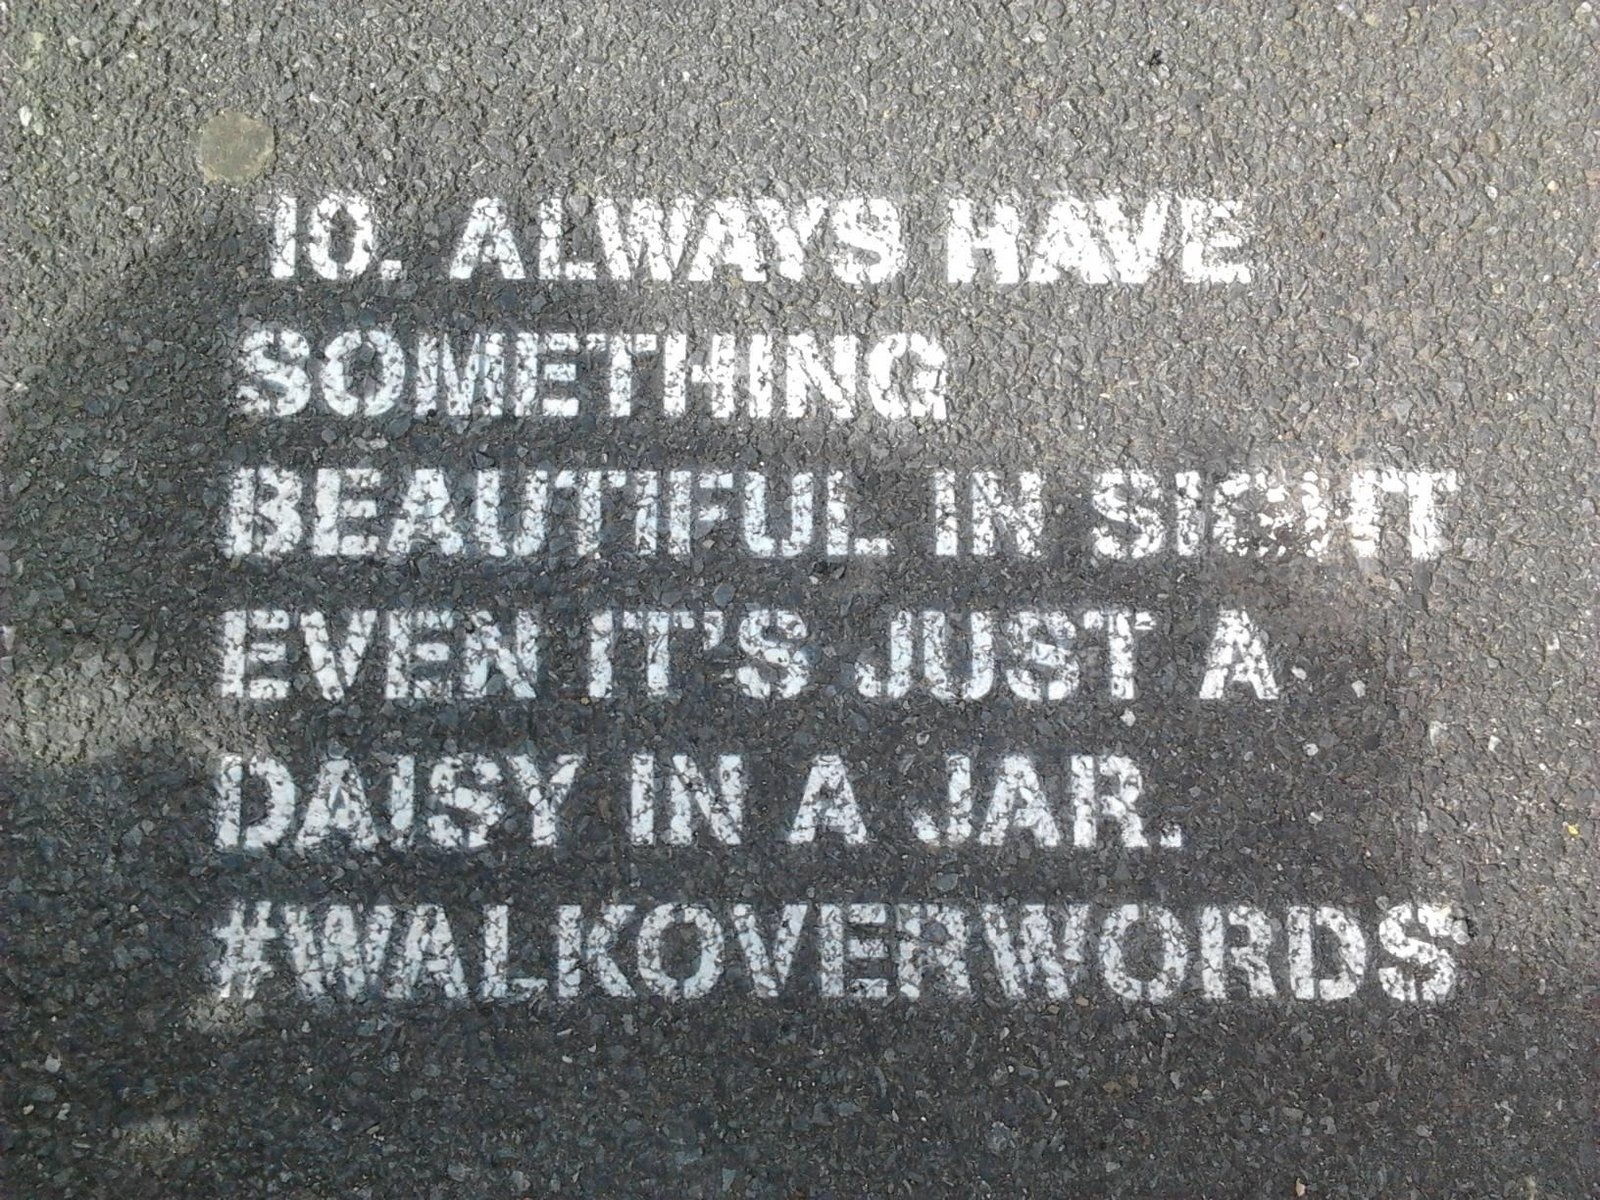 10. ALWAYS HAVE
SOMETHING
BEAUTIFUL IN SIGHT
EVEN IT'S JUST A
DAISY IN A JAR.
#WALKOVERWORDS